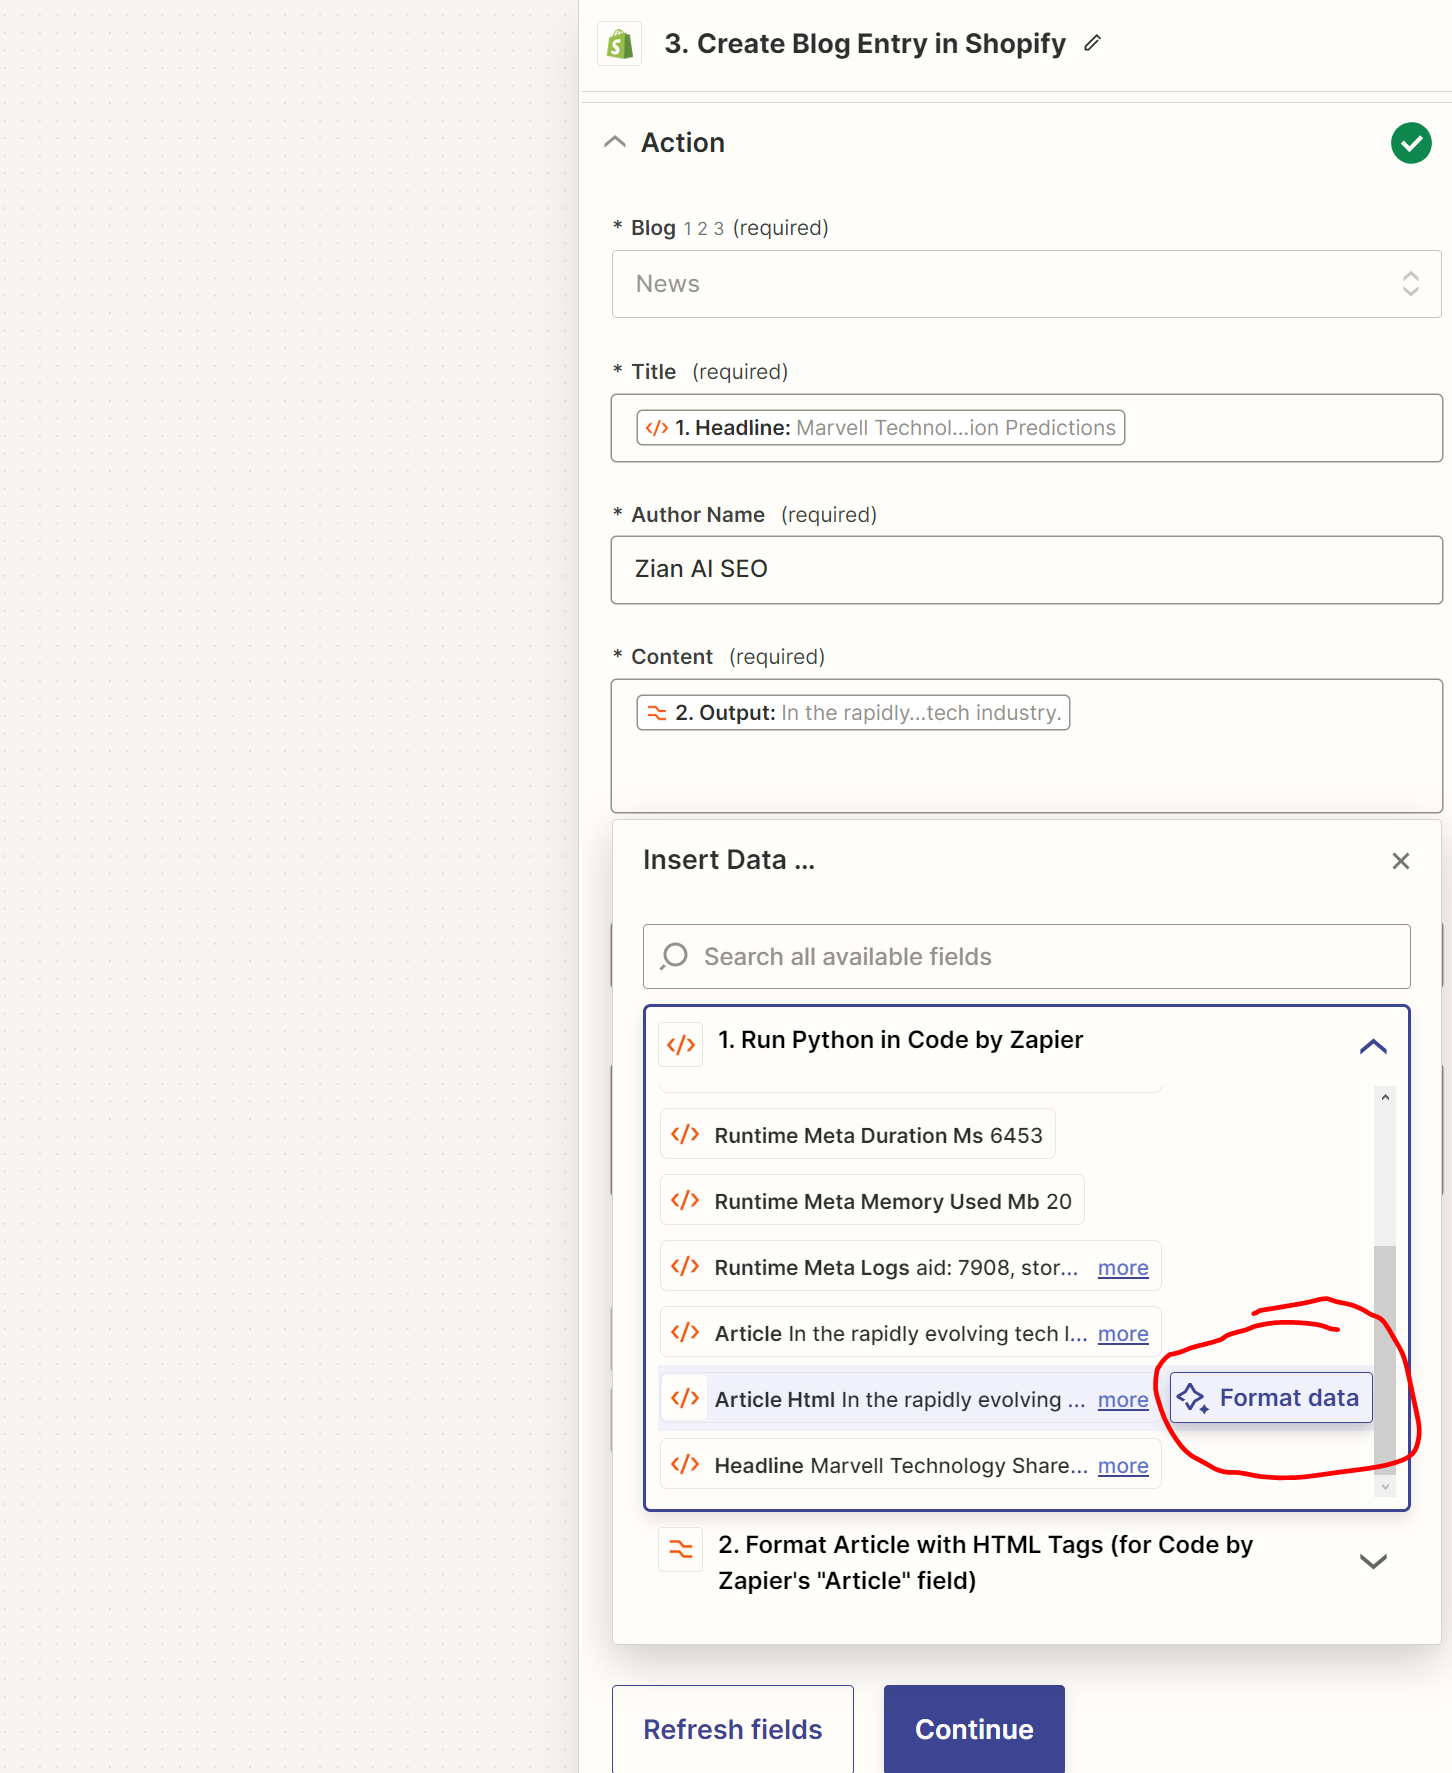 3. Create Blog Entry in Shopify
Action
* Blog 1 2 3 (required)
News
* Title (required)
1. Headline: Marvell Technol...ion Predictions
* Author Name (required)
Zian AI SEO
* Content (required)
2. Output: In the rapidly...tech industry.
Insert Data ...
Search all available fields
1. Run Python in Code by Zapier
Runtime Meta Duration Ms 6453
Runtime Meta Memory Used Mb 20
Runtime Meta Logs aid: 7908, stor... more
Article In the rapidly evolving tech l... more
Article Html In the rapidly evolving ... more Format data
Headline Marvell Technology Share... more
2. Format Article with HTML Tags (for Code by
Zapier's "Article" field)
Refresh fields Continue